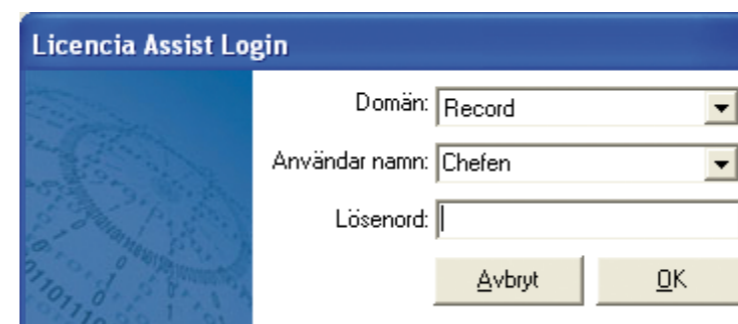 Licencia Assist Login
Domän: Record
Användar namn: Chefen
Lösenord:
Avbryt OK